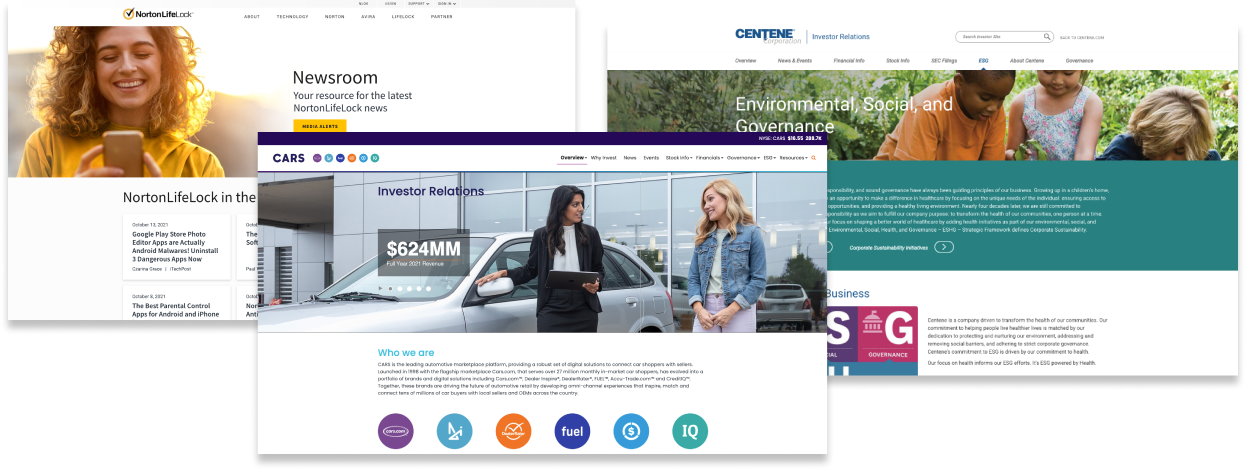 NortonLifeLock
BLOG LOGIN SUPPORT SIGN IN
ABOUT TECHNOLOGY NORTON AVIRA LIFELOCK PARTNER
Newsroom
Your resource for the latest
NortonLifeLock news
MEDIA ALERTS
NortonLifeLock in the
October 13, 2021
Google Play Store Photo
Editor Apps are Actually
Android Malwares! Uninstall
3 Dangerous Apps Now
Czarina Grace | iTechPost
October 8, 2021
The Best Parental Control
Apps for Android and iPhone
The
Soft
Paul
Nor
Anti
NYSE: CARS $16.55 388.7K
CARS
Overview Why Invest News Events Stock Info Financials Governance ESG Resources
Investor Relations
$624MM
Full Year 2021 Revenue
Who we are
CARS is the leading automotive marketplace platform, providing a robust set of digital solutions to connect car shoppers with sellers.
Launched in 1998 with the flagship marketplace Cars.com, that serves over 27 million monthly in-market car shoppers, has evolved into a
portfolio of brands and digital solutions including Cars.com™, Dealer Inspire®, DealerRater®, FUEL™, Accu-Trade.com™ and CreditIQ™.
Together, these brands are driving the future of automotive retail by developing omni-channel experiences that inspire, match and
connect tens of millions of car buyers with local sellers and OEMs across the country.
cars.com
DealerRater
fuel
IQ
CENTENE
Corporation
Investor Relations
Search Investor Site
BACK TO CENTENE.COM
Overview News & Events Financial Info Stock Info SEC Filings ESG About Centene Governance
Environmental, Social, and
Governance
sponsibility, and sound governance have always been guiding principles of our business. Growing up in a children's home,
an opportunity to make a difference in healthcare by focusing on the unique needs of the individual: ensuring access to
opportunities, and providing a healthy living environment. Nearly four decades later, we are still committed to
ponsibility as we aim to fulfill our company purpose: to transform the health of our communities, one person at a time.
r focus on shaping a better world of healthcare by adding health initiatives as part of our environmental, social, and
Environmental, Social, Health, and Governance – ESHG – Strategic Framework defines Corporate Sustainability.
Corporate Sustainability Initiatives
Business
S G
IAL GOVERNANCE
Centene is a company driven to transform the health of our communities. Our
commitment to helping people live healthier lives is matched by our
dedication to protecting and nurturing our environment, addressing and
removing social barriers, and adhering to strict corporate governance.
Centene's commitment to ESG is driven by our commitment to health.
Our focus on health informs our ESG efforts. It's ESG powered by Health.